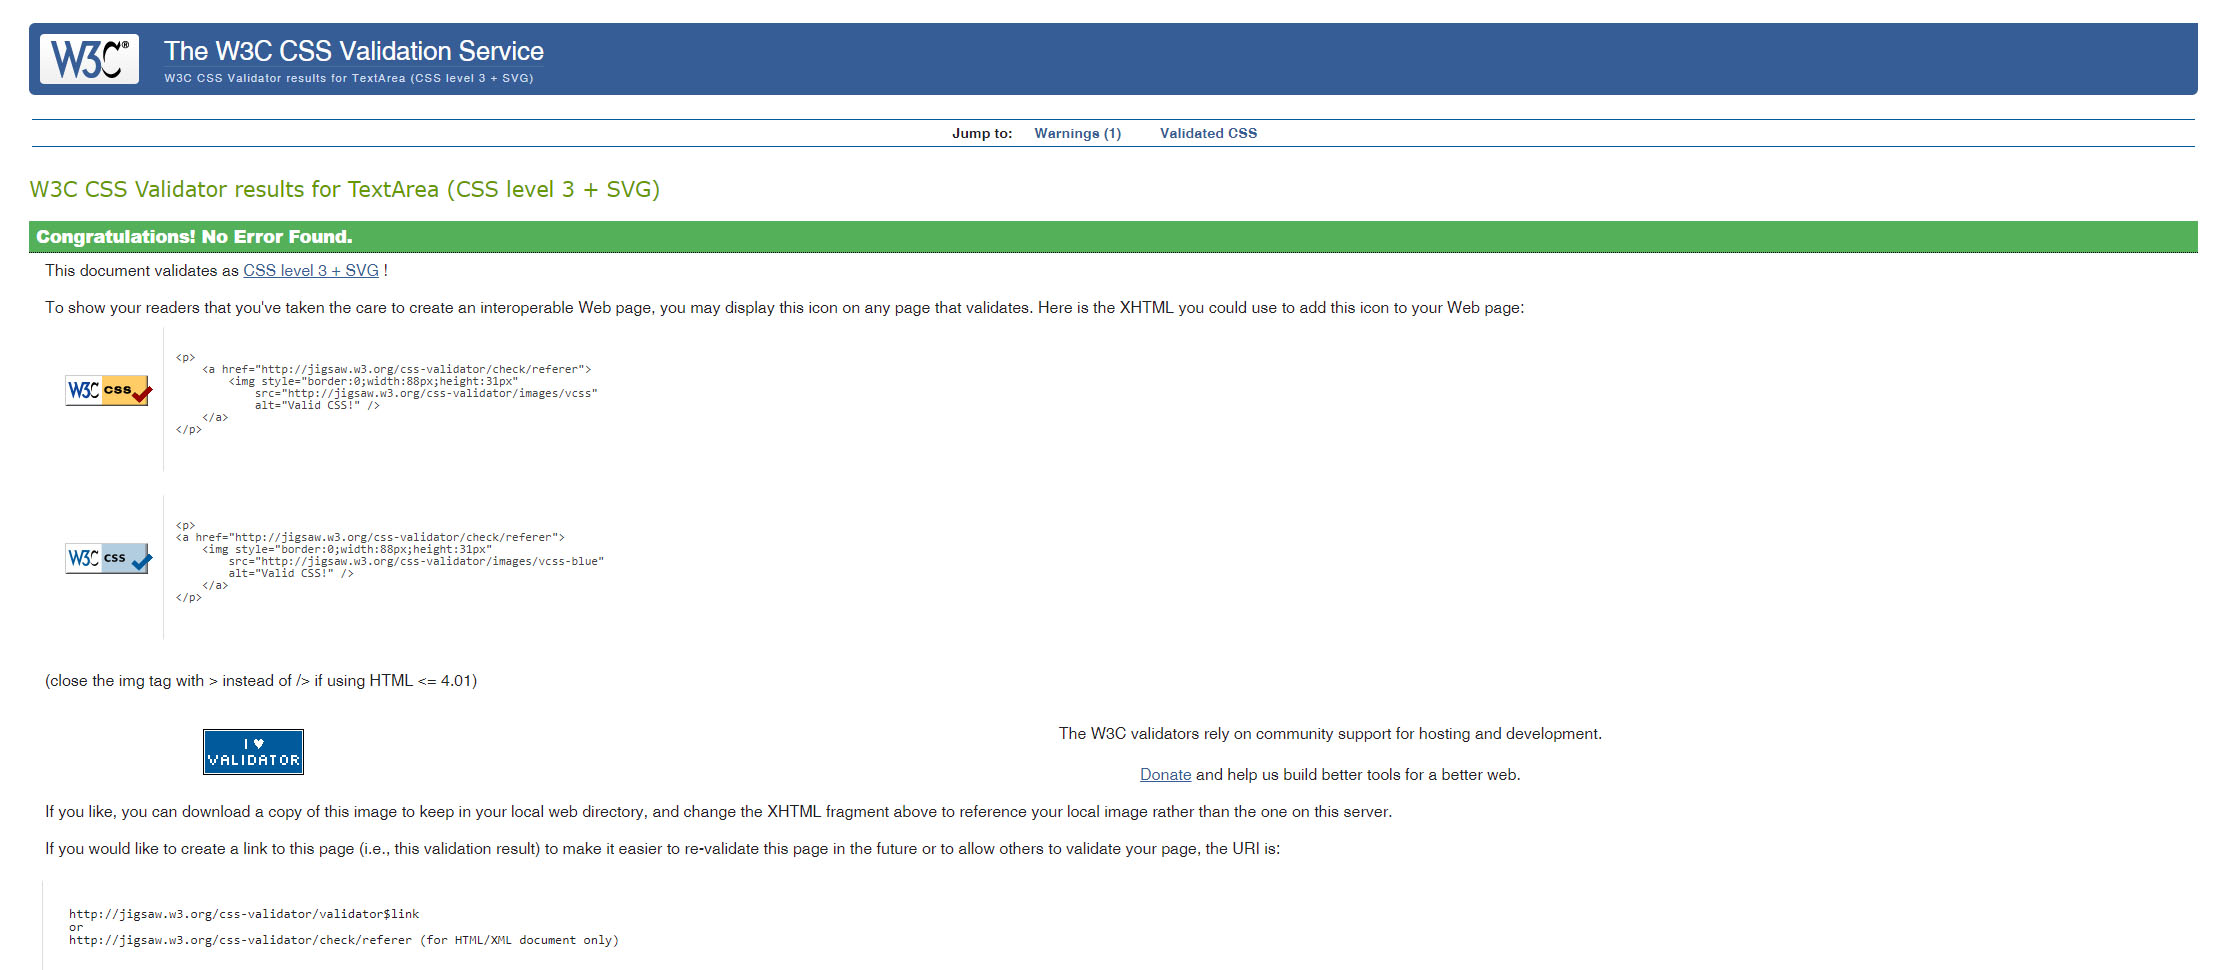 W3C®
The W3C CSS Validation Service
W3C CSS Validator results for TextArea (CSS level 3 + SVG)
Jump to: Warnings (1) Validated CSS
W3C CSS Validator results for TextArea (CSS level 3 + SVG)
Congratulations! No Error Found.
This document validates as CSS level 3 + SVG !
To show your readers that you've taken the care to create an interoperable Web page, you may display this icon on any page that validates. Here is the XHTML you could use to add this icon to your Web page:
W3C css
<p>
    <a href="http://jigsaw.w3.org/css-validator/check/referer">
        <img style="border:0;width:88px;height:31px"
            src="http://jigsaw.w3.org/css-validator/images/vcss"
            alt="Valid CSS!" />
    </a>
</p>
W3C css
<p>
<a href="http://jigsaw.w3.org/css-validator/check/referer">
    <img style="border:0;width:88px;height:31px"
        src="http://jigsaw.w3.org/css-validator/images/vcss-blue"
        alt="Valid CSS!" />
    </a>
</p>
(close the img tag with > instead of /> if using HTML <= 4.01)
I ♥
VALIDATOR
The W3C validators rely on community support for hosting and development.
Donate and help us build better tools for a better web.
If you like, you can download a copy of this image to keep in your local web directory, and change the XHTML fragment above to reference your local image rather than the one on this server.
If you would like to create a link to this page (i.e., this validation result) to make it easier to re-validate this page in the future or to allow others to validate your page, the URI is:
http://jigsaw.w3.org/css-validator/validator$link
or
http://jigsaw.w3.org/css-validator/check/referer (for HTML/XML document only)